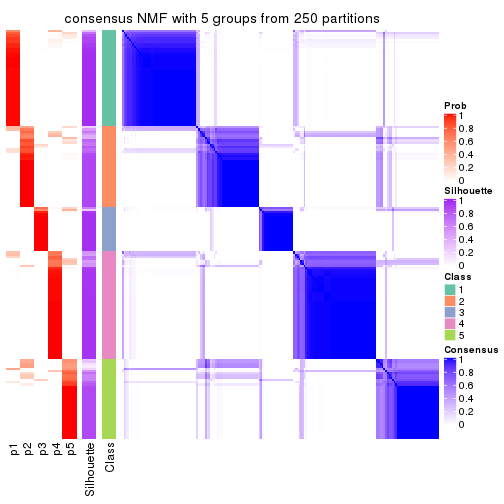 consensus NMF with 5 groups from 250 partitions
Prob
1
0.8
0.6
0.4
0.2
0
Silhouette
1
0.8
0.6
0.4
0.2
0
Class
1
2
3
4
5
Consensus
1
0.8
0.6
0.4
0.2
0
p1
p2
p3
p4
p5
Silhouette
Class